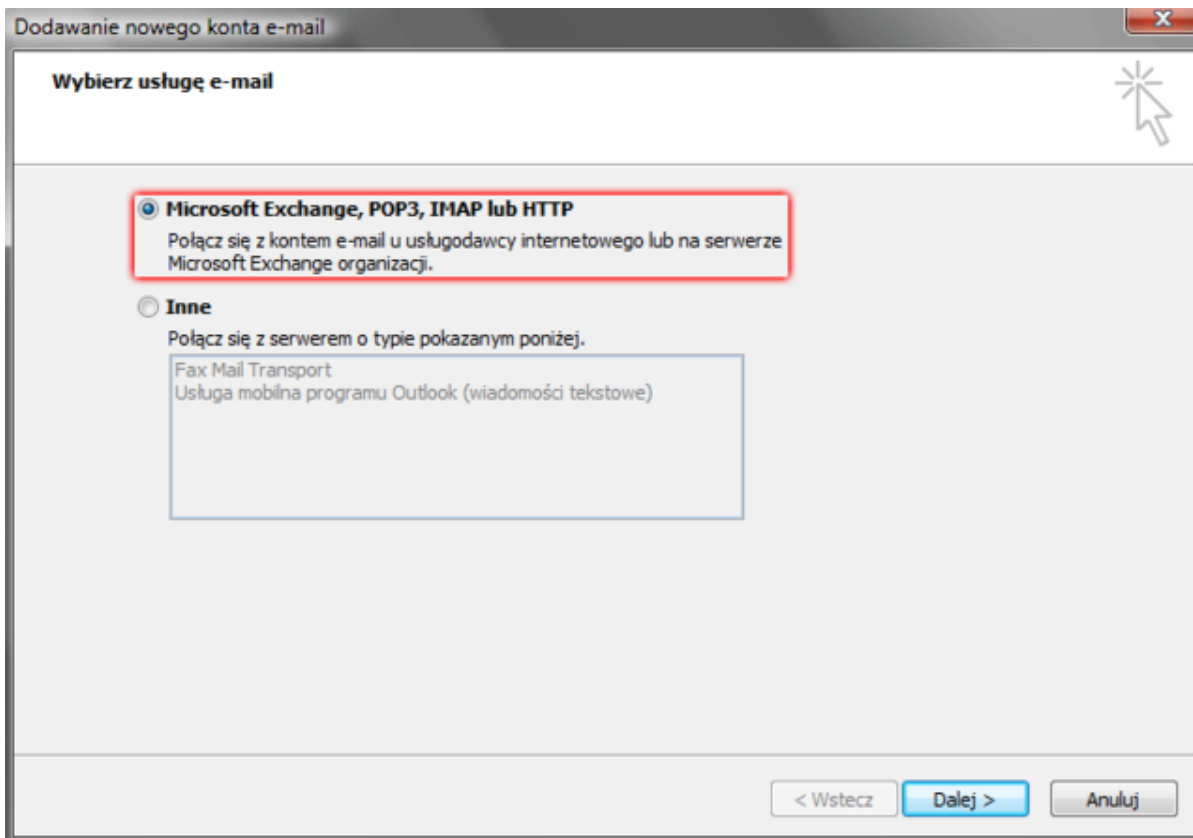 Dodawanie nowego konta e-mail
Wybierz usługę e-mail
Microsoft Exchange, POP3, IMAP lub HTTP
Połącz się z kontem e-mail u usługodawcy internetowego lub na serwerze
Microsoft Exchange organizacji.
Inne
Połącz się z serwerem o typie pokazanym poniżej.
Fax Mail Transport
Usługa mobilna programu Outlook (wiadomości tekstowe)
< Wstecz
Dalej >
Anuluj